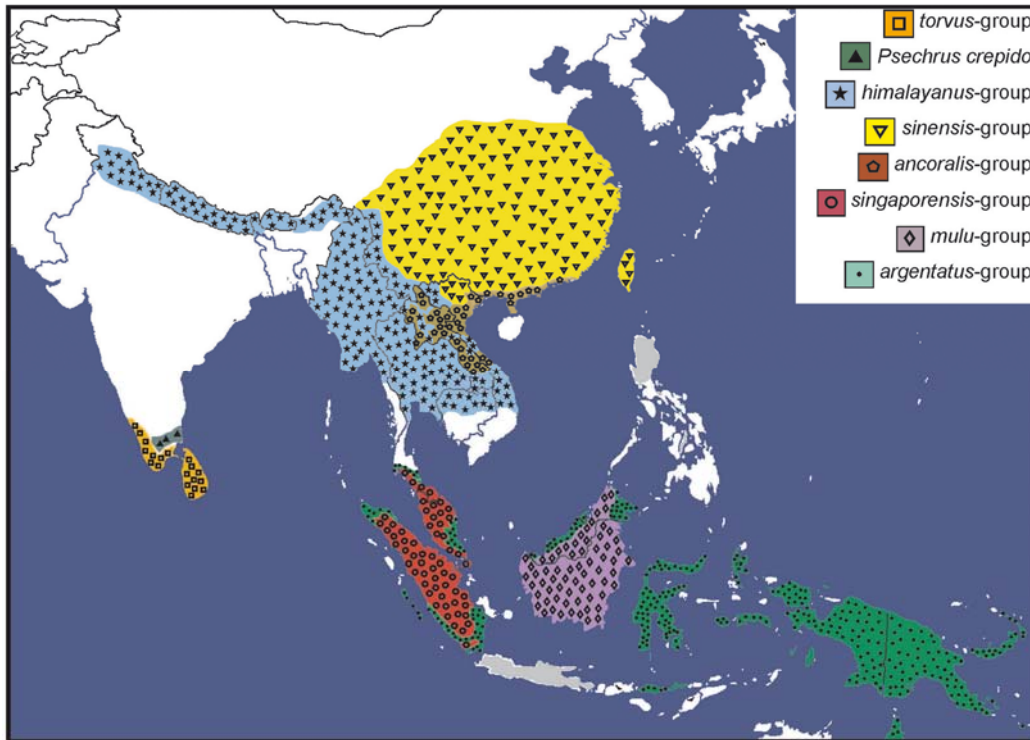 torvus-group
Psechrus crepido
himalayanus-group
sinensis-group
ancoralis-group
singaporensis-group
mulu-group
argentatus-group